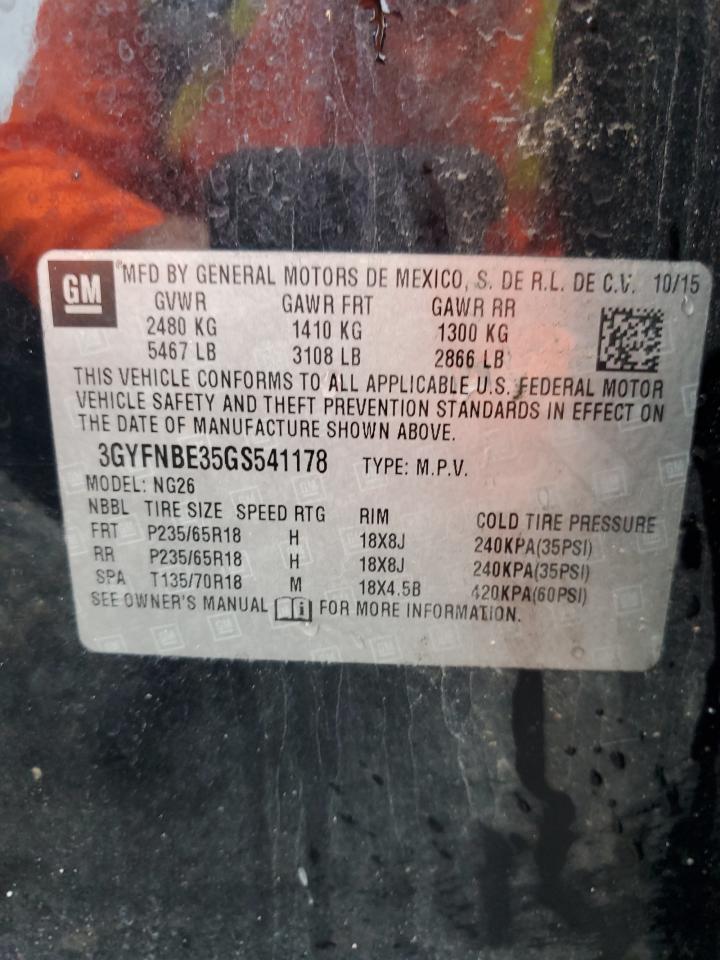 GM ® MFD BY GENERAL MOTORS DE MEXICO, S. DE R.L. DE C.V. 10/15
GVWR GAWR FRT GAWR RR
2480 KG 1410 KG 1300 KG
5467 LB 3108 LB 2866 LB
THIS VEHICLE CONFORMS TO ALL APPLICABLE U.S. FEDERAL MOTOR
VEHICLE SAFETY AND THEFT PREVENTION STANDARDS IN EFFECT ON
THE DATE OF MANUFACTURE SHOWN ABOVE.
3GYFNBE35GS541178 TYPE: M.P.V.
MODEL: NG26
NBBL TIRE SIZE SPEED RTG RIM COLD TIRE PRESSURE
FRT P235/65R18 H 18X8J 240KPA(35PSI)
RR P235/65R18 H 18X8J 240KPA(35PSI)
SPA T135/70R18 M 18X4.5B 420KPA(60PSI)
SEE OWNER'S MANUAL i FOR MORE INFORMATION.